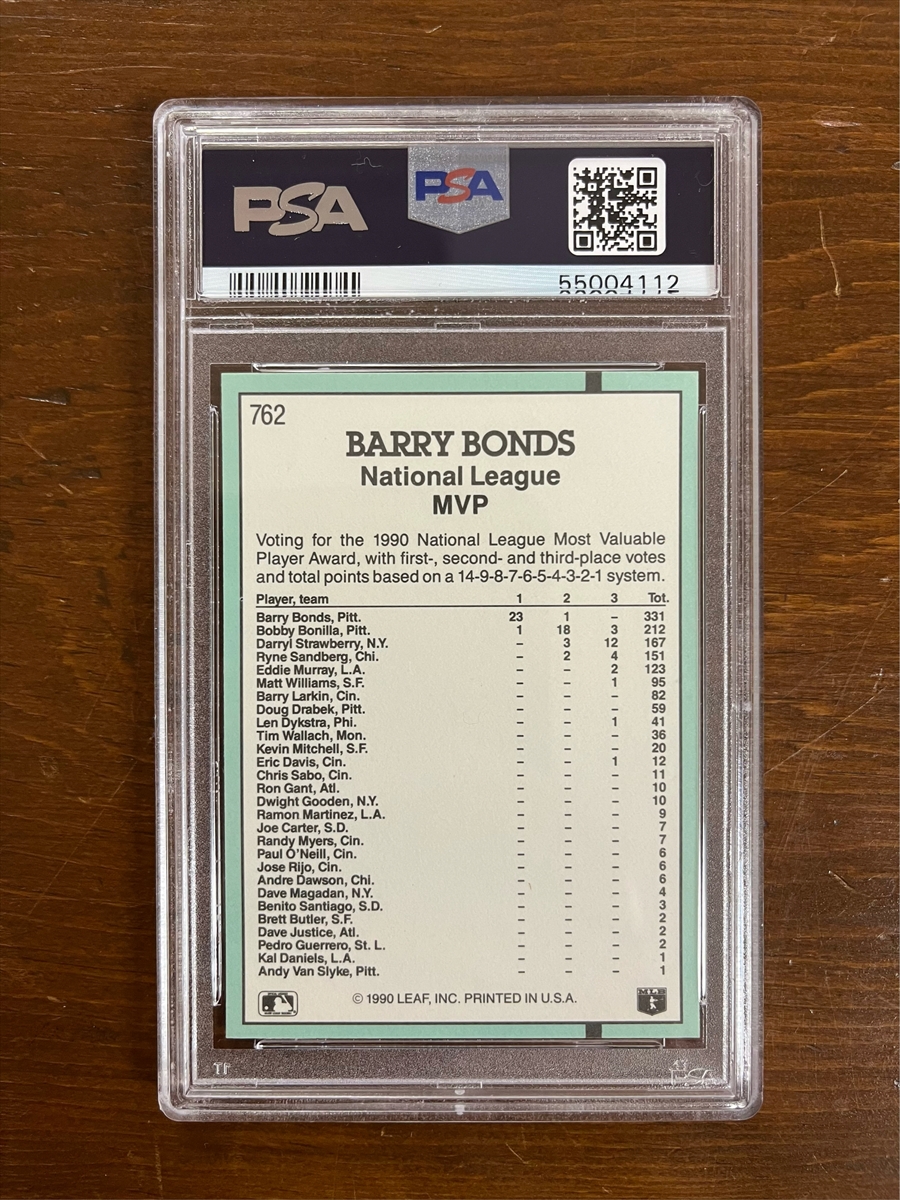 PSA
PSA
55004112
762
BARRY BONDS
National League
MVP
Voting for the 1990 National League Most Valuable
Player Award, with first-, second- and third-place votes
and total points based on a 14-9-8-7-6-5-4-3-2-1 system.
Player, team 1 2 3 Tot.
Barry Bonds, Pitt. 23 1 – 331
Bobby Bonilla, Pitt. 1 18 3 212
Darryl Strawberry, N.Y. – 3 12 167
Ryne Sandberg, Chi. – 2 4 151
Eddie Murray, L.A. – – 2 123
Matt Williams, S.F. – – 1 95
Barry Larkin, Cin. – – – 82
Doug Drabek, Pitt. – – – 59
Len Dykstra, Phi. – – 1 41
Tim Wallach, Mon. – – – 36
Kevin Mitchell, S.F. – – – 20
Eric Davis, Cin. – – 1 12
Chris Sabo, Cin. – – – 11
Ron Gant, Atl. – – – 10
Dwight Gooden, N.Y. – – – 10
Ramon Martinez, L.A. – – – 9
Joe Carter, S.D. – – – 7
Randy Myers, Cin. – – – 7
Paul O'Neill, Cin. – – – 6
Jose Rijo, Cin. – – – 6
Andre Dawson, Chi. – – – 6
Dave Magadan, N.Y. – – – 4
Benito Santiago, S.D. – – – 3
Brett Butler, S.F. – – – 2
Dave Justice, Atl. – – – 2
Pedro Guerrero, St. L. – – – 2
Kal Daniels, L.A. – – – 1
Andy Van Slyke, Pitt. – – – 1
© 1990 LEAF, INC. PRINTED IN U.S.A.